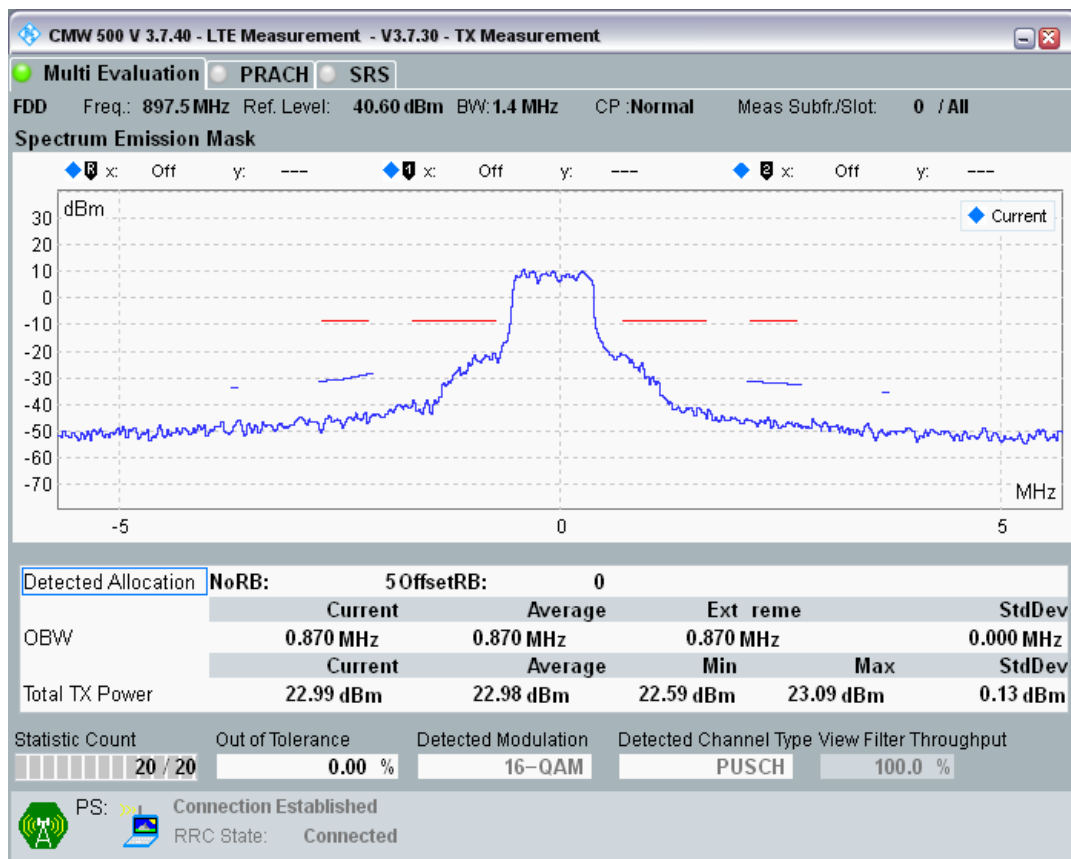 CMW 500 V 3.7.40 - LTE Measurement - V3.7.30 - TX Measurement
Multi Evaluation PRACH SRS
FDD Freq.: 897.5 MHz Ref. Level: 40.60 dBm BW: 1.4 MHz CP :Normal Meas Subfr./Slot: 0 / All
Spectrum Emission Mask
R x: Off y: --- 1 x: Off y: --- 2 x: Off y: ---
dBm
Current
30
20
10
0
-10
-20
-30
-40
-50
-60
-70
MHz
-5 0 5
Detected Allocation NoRB: 5 OffsetRB: 0
Current Average Ext reme StdDev
OBW 0.870 MHz 0.870 MHz 0.870 MHz 0.000 MHz
Current Average Min Max StdDev
Total TX Power 22.99 dBm 22.98 dBm 22.59 dBm 23.09 dBm 0.13 dBm
Statistic Count Out of Tolerance Detected Modulation Detected Channel Type View Filter Throughput
20 / 20 0.00 % 16-QAM PUSCH 100.0 %
PS: Connection Established
RRC State: Connected